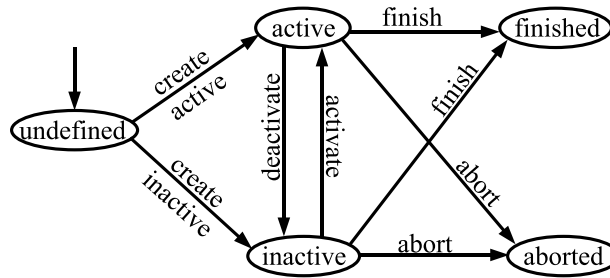 active
finish
finished
create
active
undefined
deactivate
activate
finish
create
inactive
abort
inactive
abort
aborted